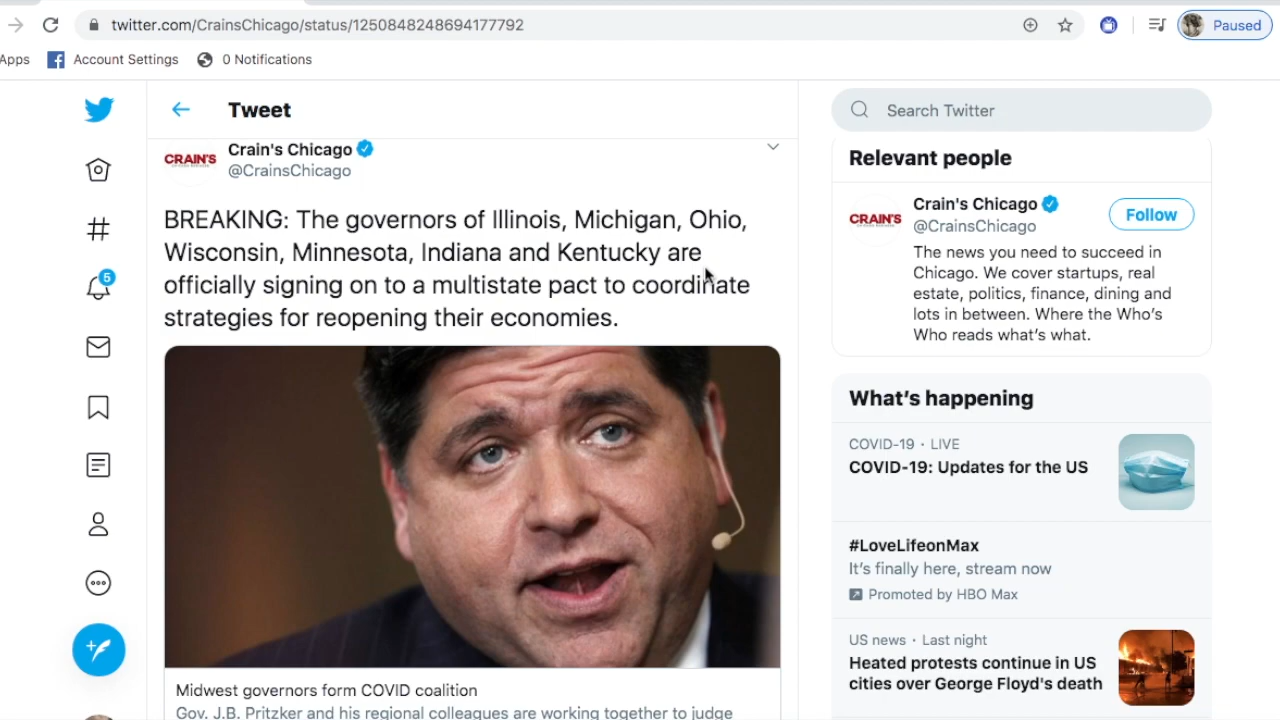 twitter.com/CrainsChicago/status/1250848248694177792
Paused
Apps
Account Settings
0 Notifications
Tweet
Search Twitter
CRAIN'S
Crain's Chicago
@CrainsChicago
BREAKING: The governors of Illinois, Michigan, Ohio,
Wisconsin, Minnesota, Indiana and Kentucky are
officially signing on to a multistate pact to coordinate
strategies for reopening their economies.
Midwest governors form COVID coalition
Gov. J.B. Pritzker and his regional colleagues are working together to judge
5
Relevant people
CRAIN'S
Crain's Chicago
@CrainsChicago
Follow
The news you need to succeed in
Chicago. We cover startups, real
estate, politics, finance, dining and
lots in between. Where the Who's
Who reads what's what.
What's happening
COVID-19 · LIVE
COVID-19: Updates for the US
#LoveLifeonMax
It's finally here, stream now
Promoted by HBO Max
US news · Last night
Heated protests continue in US
cities over George Floyd's death